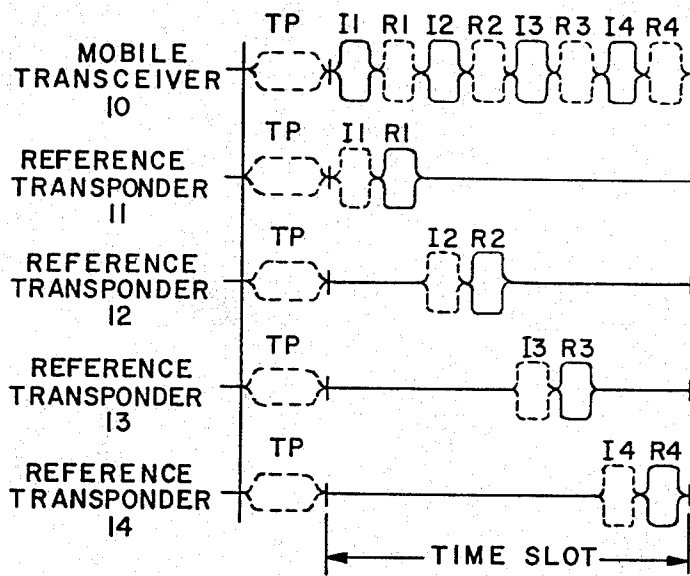 TP I1 R1 I2 R2 I3 R3 I4 R4
MOBILE
TRANSCEIVER
10
TP I1 R1
REFERENCE
TRANSPONDER
11
TP I2 R2
REFERENCE
TRANSPONDER
12
TP I3 R3
REFERENCE
TRANSPONDER
13
TP I4 R4
REFERENCE
TRANSPONDER
14
TIME SLOT